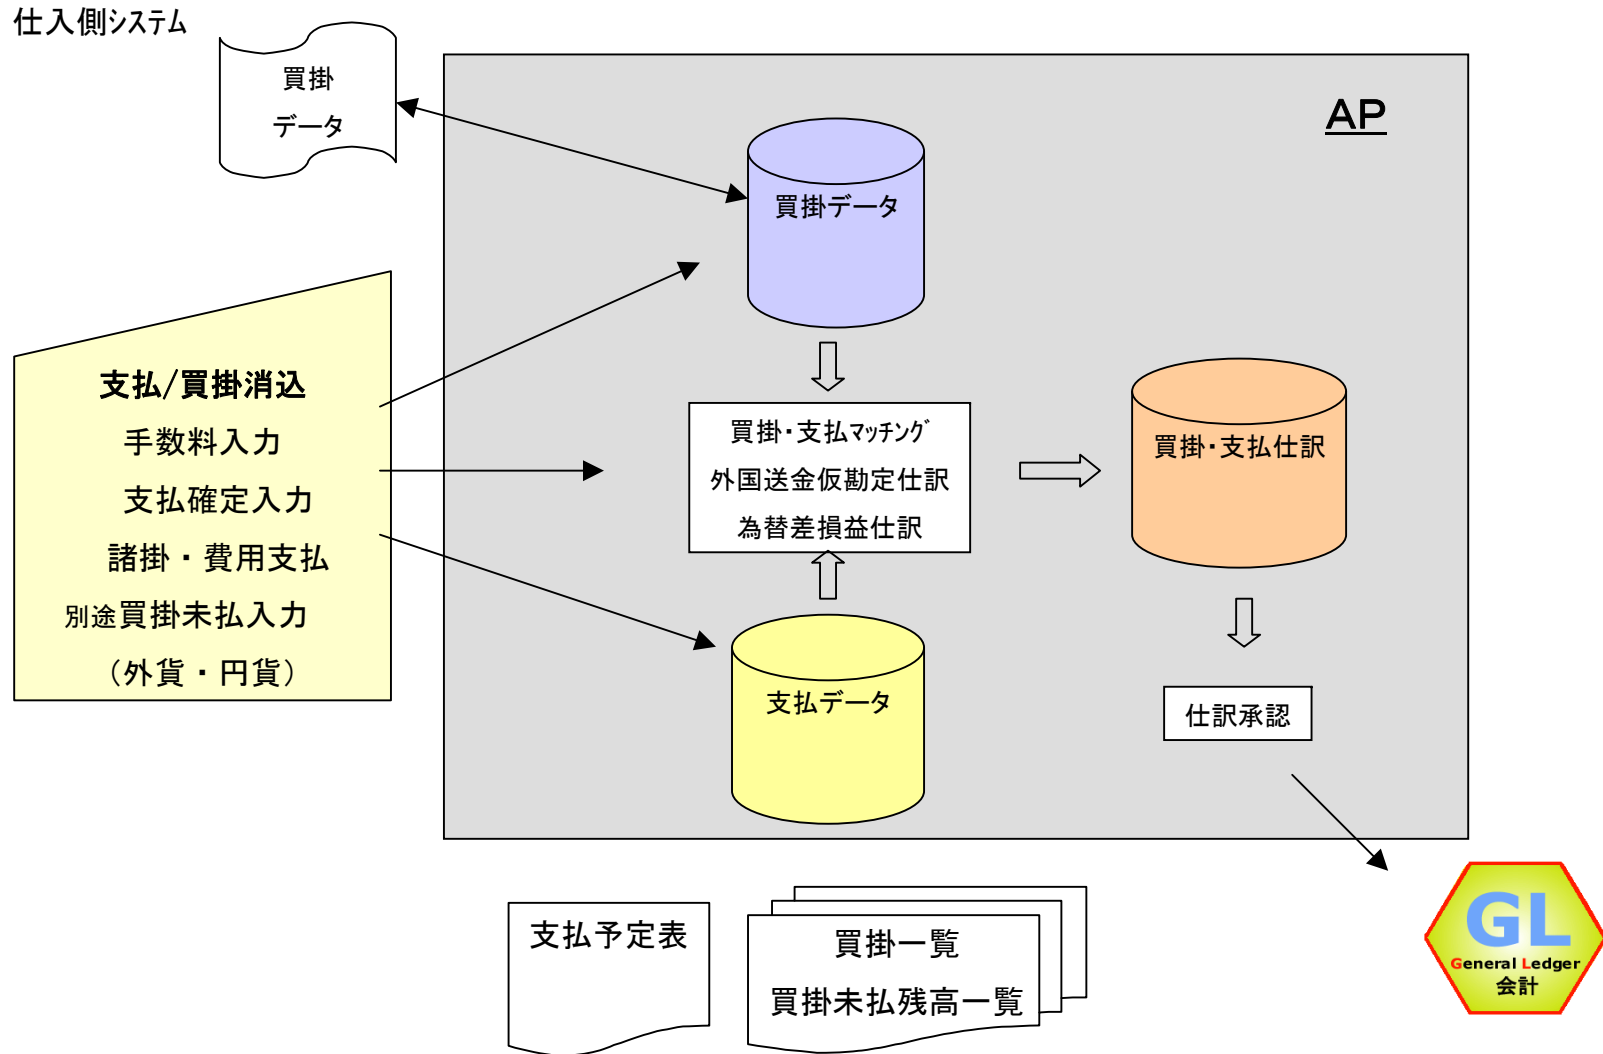 仕入側ｼｽﾃﾑ
買掛
データ
AP
買掛データ
支払/買掛消込
手数料入力
支払確定入力
諸掛・費用支払
別途買掛未払入力
（外貨・円貨）
買掛・支払ﾏｯﾁﾝｸﾞ
外国送金仮勘定仕訳
為替差損益仕訳
買掛・支払仕訳
支払データ
仕訳承認
支払予定表
買掛一覧
買掛未払残高一覧
GL
General Ledger
会計